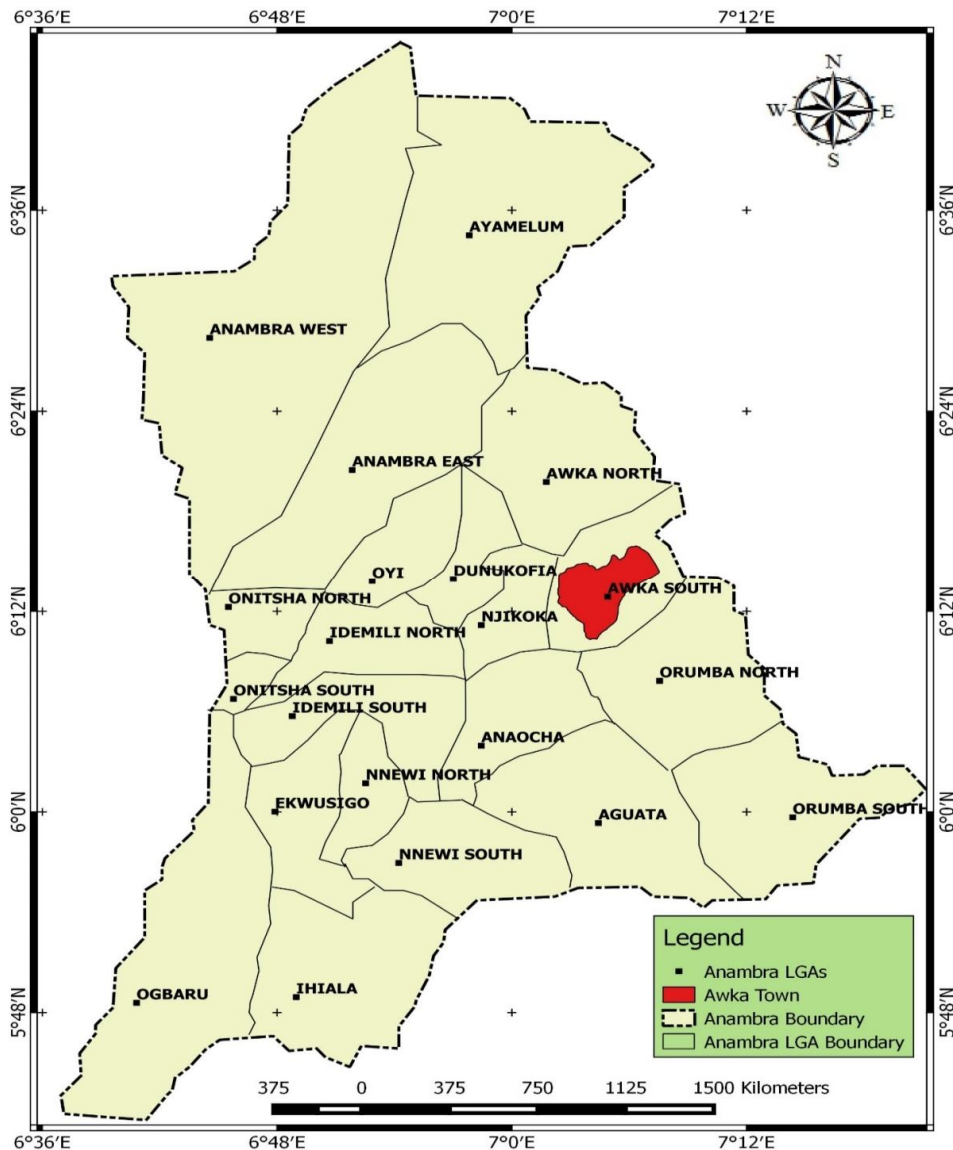 6°36'E 6°48'E 7°0'E 7°12'E
N
W E
S
6°36'N 6°36'N
AYAMELUM
ANAMBRA WEST
6°24'N 6°24'N
ANAMBRA EAST
AWKA NORTH
OYI
DUNUKOFIA
AWKA SOUTH
ONITSHA NORTH
6°12'N 6°12'N
NJIKOKA
IDEMILI NORTH
ORUMBA NORTH
ONITSHA SOUTH
IDEMILI SOUTH
ANAOCHA
NNEWI NORTH
EKWUSIGO
6°0'N 6°0'N
AGUATA
ORUMBA SOUTH
NNEWI SOUTH
Legend
Anambra LGAs
Awka Town
Anambra Boundary
Anambra LGA Boundary
OGBARU
IHIALA
5°48'N 5°48'N
375 0 375 750 1125 1500 Kilometers
6°36'E 6°48'E 7°0'E 7°12'E